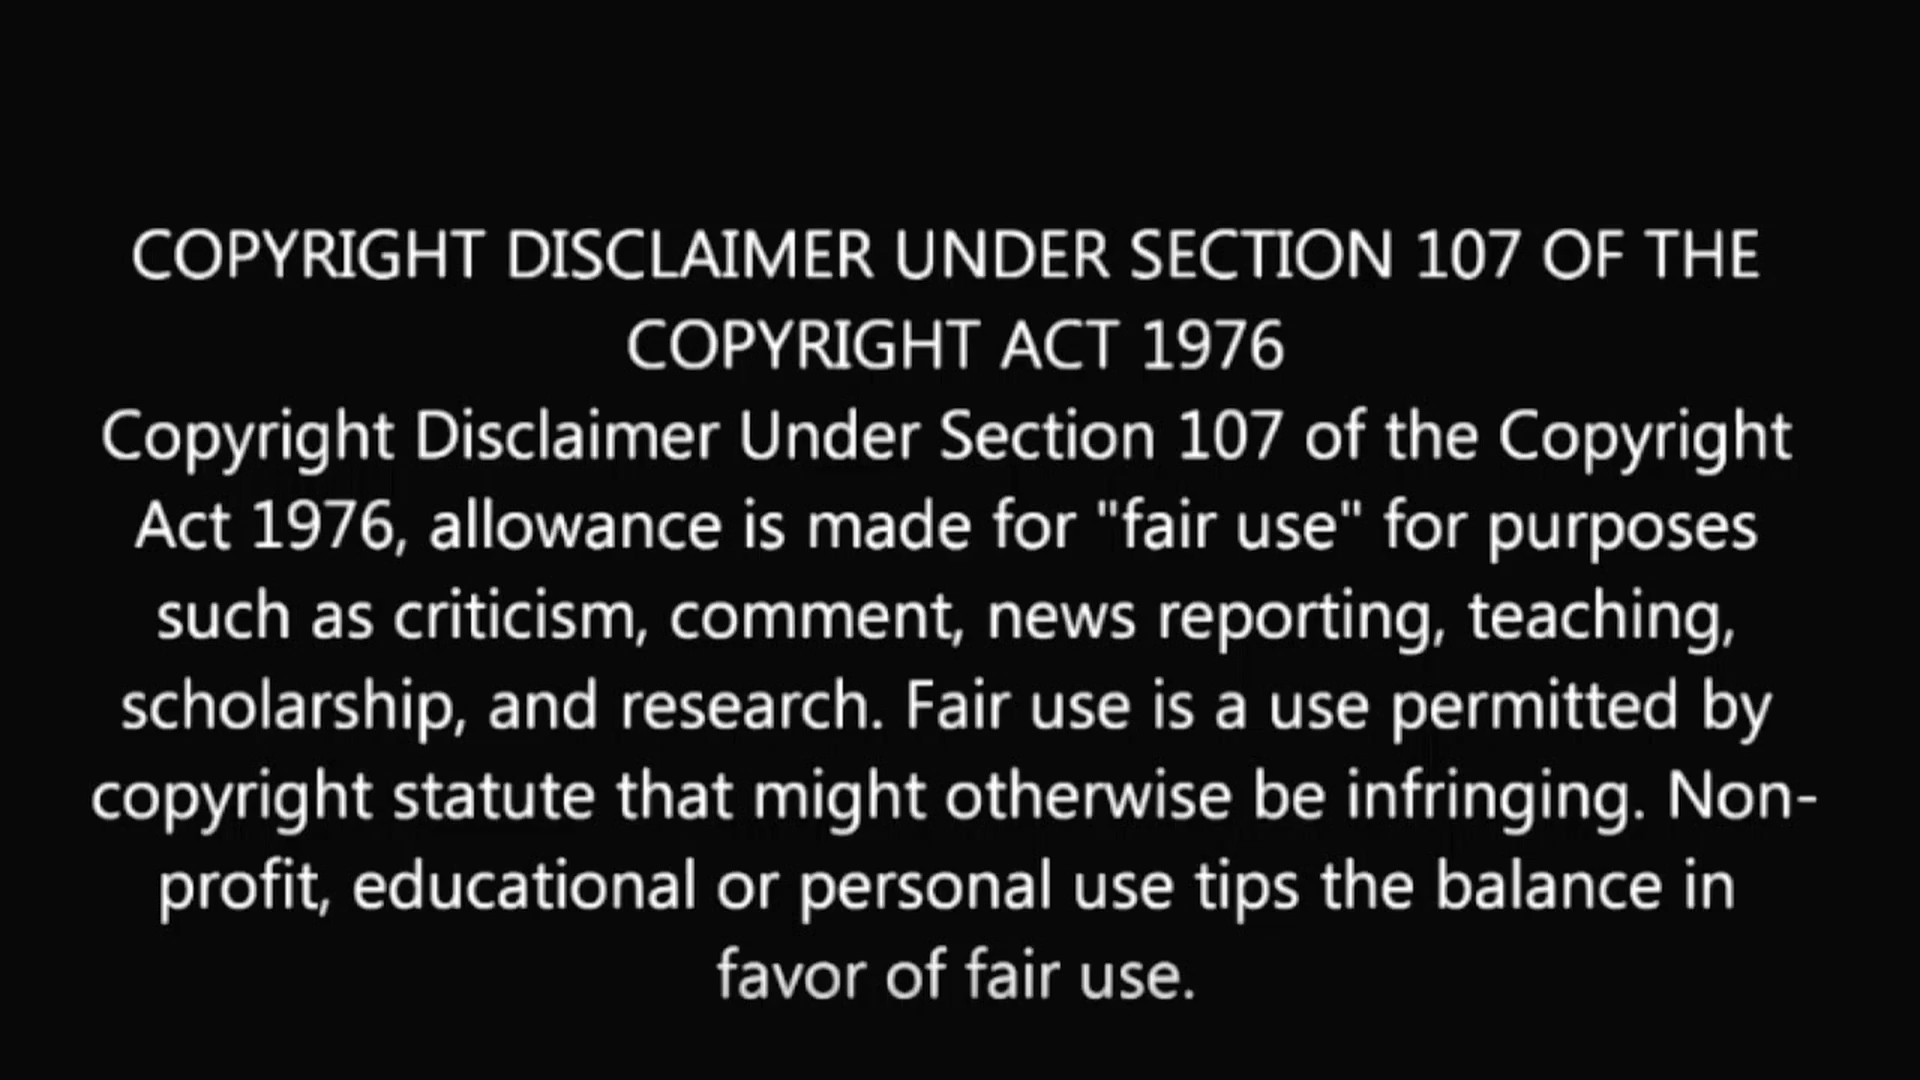 COPYRIGHT DISCLAIMER UNDER SECTION 107 OF THE
COPYRIGHT ACT 1976
Copyright Disclaimer Under Section 107 of the Copyright
Act 1976, allowance is made for "fair use" for purposes
such as criticism, comment, news reporting, teaching,
scholarship, and research. Fair use is a use permitted by
copyright statute that might otherwise be infringing. Non-
profit, educational or personal use tips the balance in
favor of fair use.